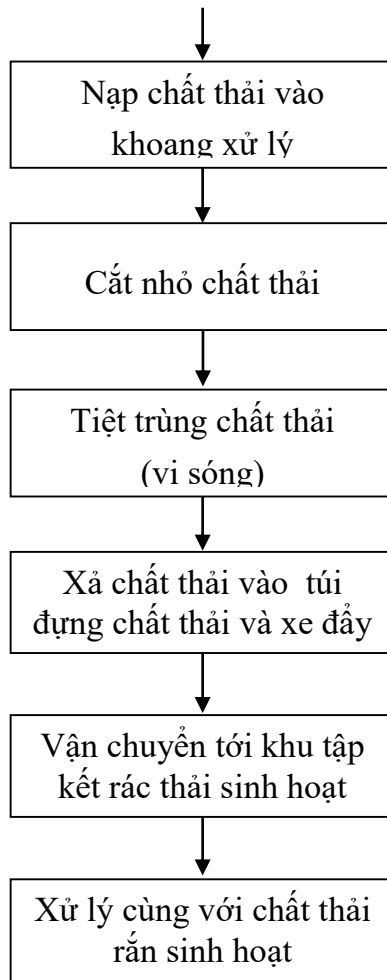 Nạp chất thải vào
khoang xử lý
Cắt nhỏ chất thải
Tiệt trùng chất thải
(vi sóng)
Xả chất thải vào túi
đựng chất thải và xe đẩy
Vận chuyển tới khu tập
kết rác thải sinh hoạt
Xử lý cùng với chất thải
rắn sinh hoạt